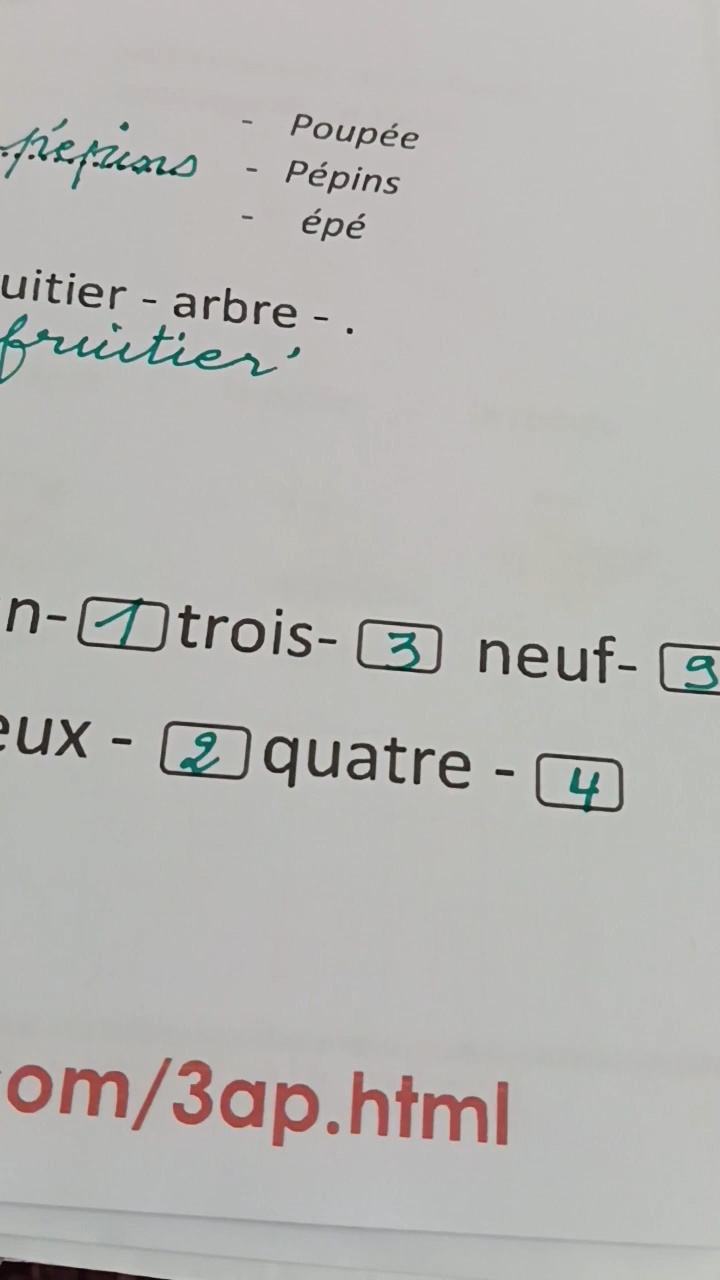 - Poupée
pépins - Pépins
- épé
uitier - arbre - .
fruitier'
n- 1 trois- 3 neuf- 9
eux - 2 quatre - 4
om/3ap.html